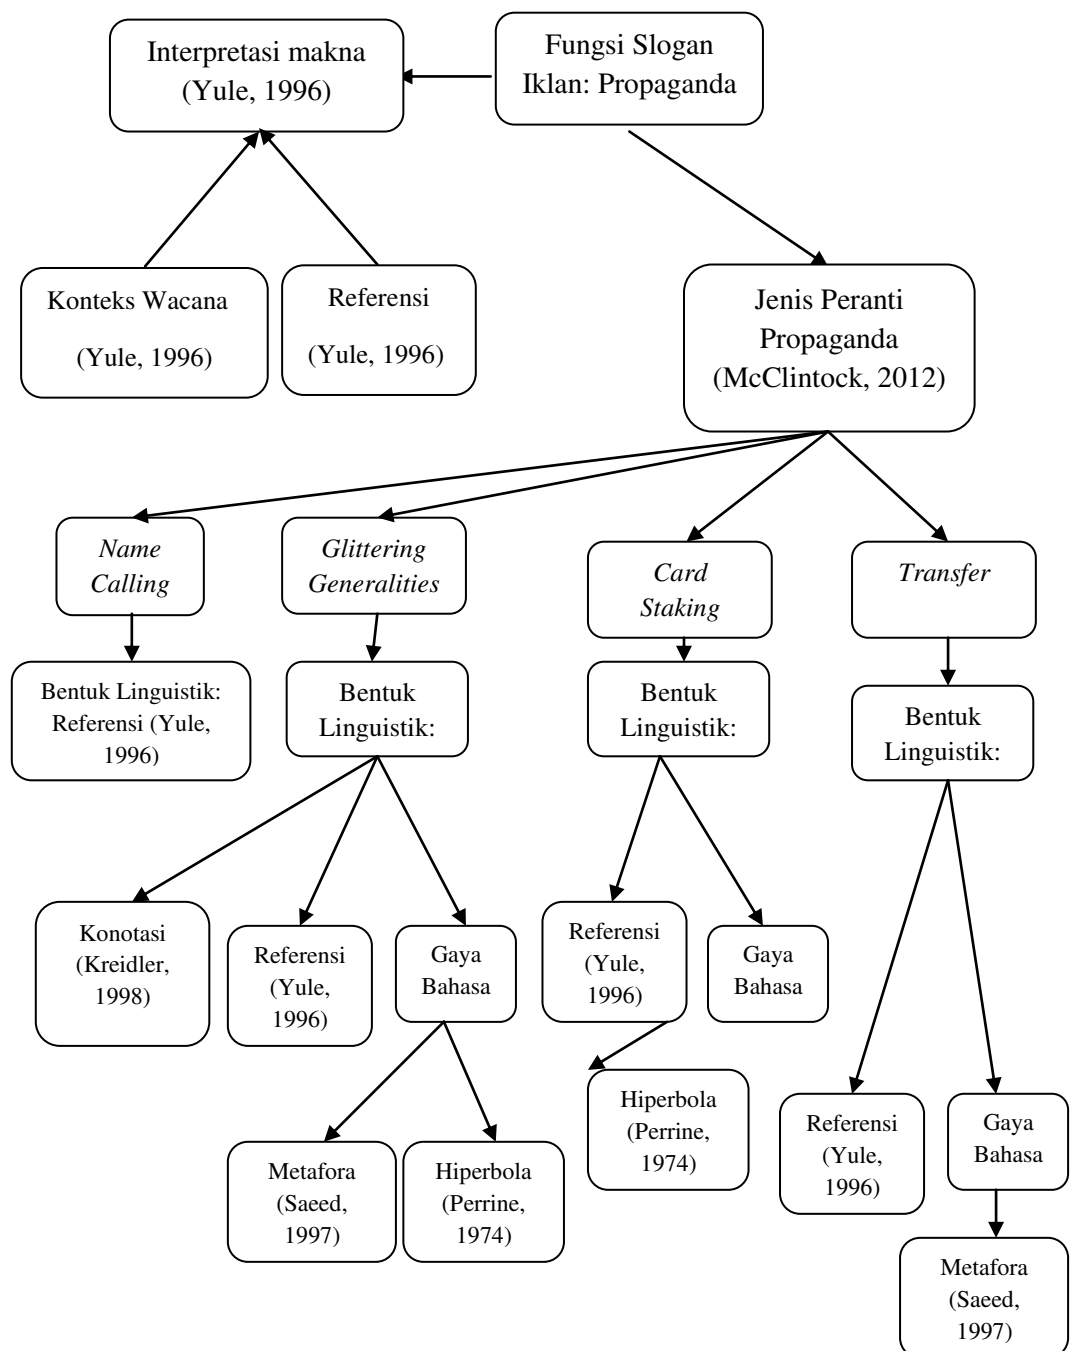 Interpretasi makna
(Yule, 1996)
Fungsi Slogan
Iklan: Propaganda
Konteks Wacana
(Yule, 1996)
Referensi
(Yule, 1996)
Jenis Peranti
Propaganda
(McClintock, 2012)
Name
Calling
Glittering
Generalities
Card
Staking
Transfer
Bentuk Linguistik:
Referensi (Yule,
1996)
Bentuk
Linguistik:
Bentuk
Linguistik:
Bentuk
Linguistik:
Konotasi
(Kreidler,
1998)
Referensi
(Yule,
1996)
Gaya
Bahasa
Referensi
(Yule,
1996)
Gaya
Bahasa
Metafora
(Saeed,
1997)
Hiperbola
(Perrine,
1974)
Hiperbola
(Perrine,
1974)
Referensi
(Yule,
1996)
Gaya
Bahasa
Metafora
(Saeed,
1997)